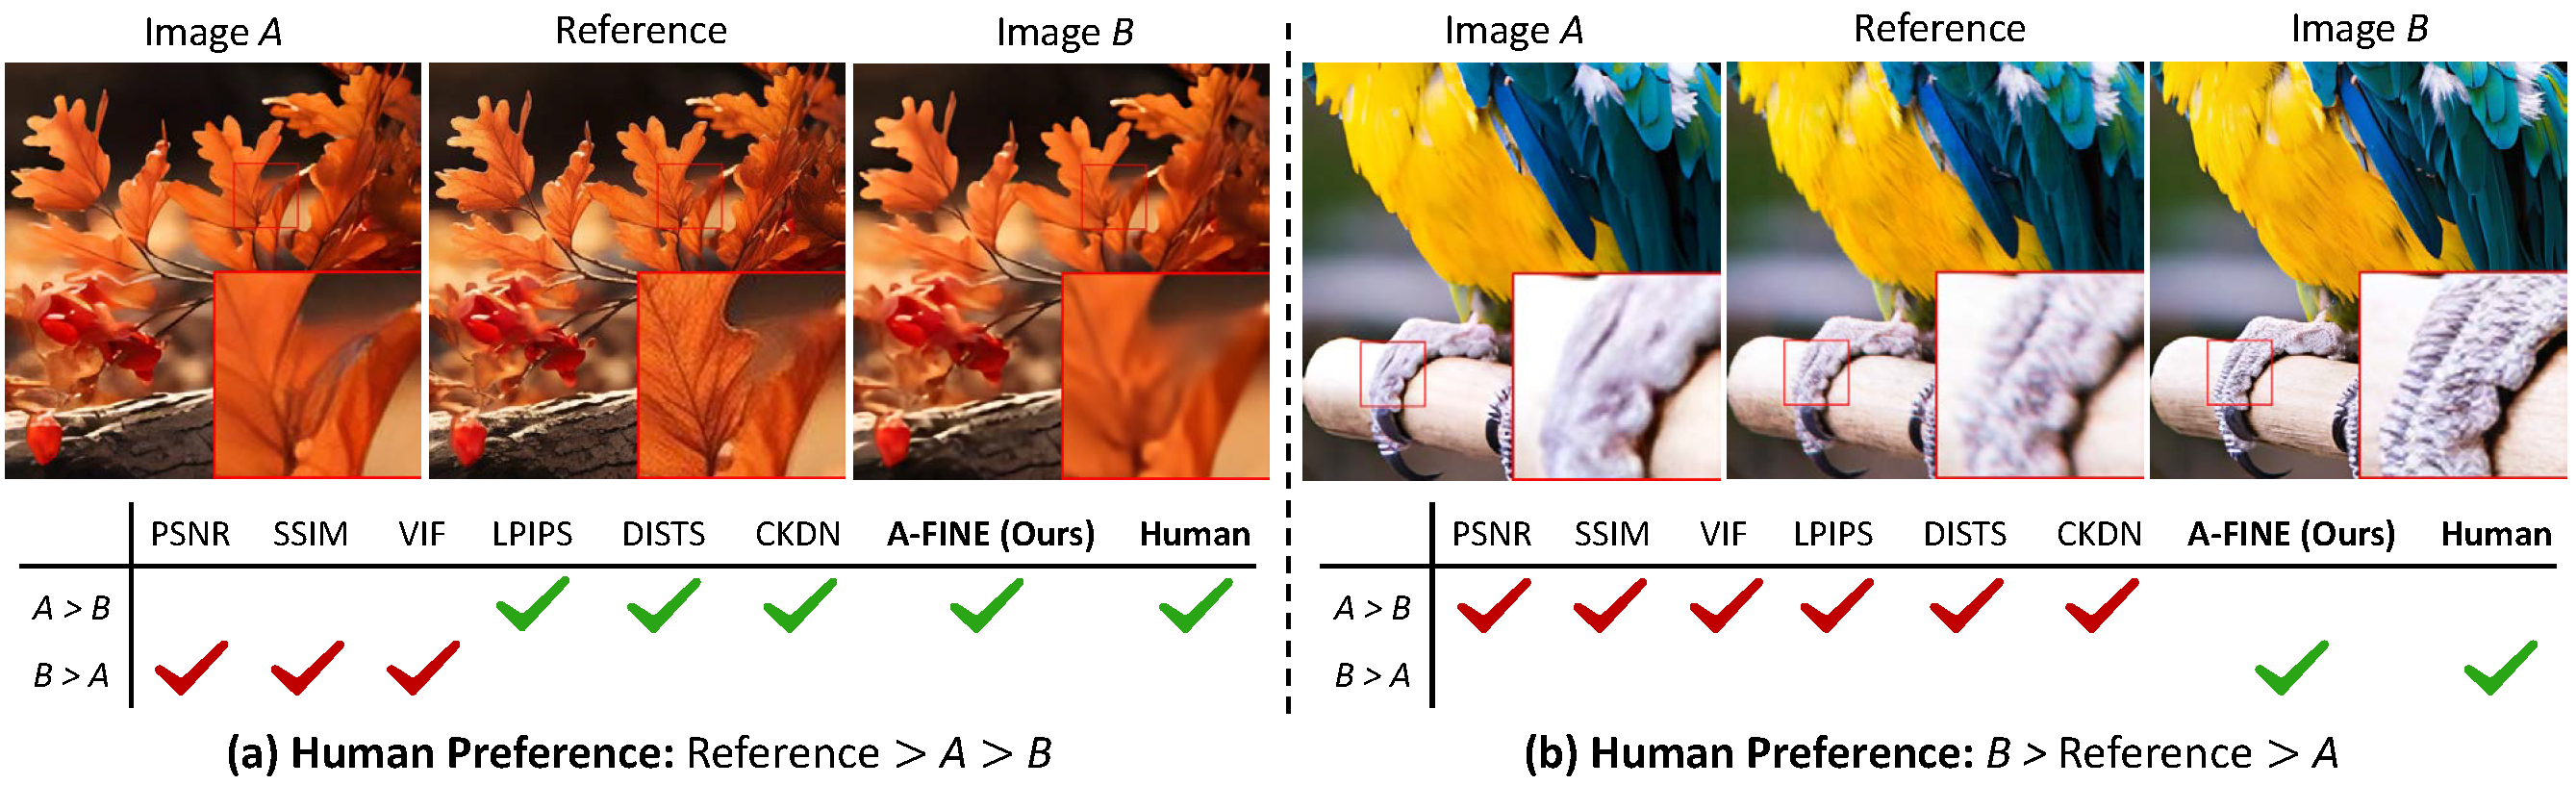 Image A Reference Image B
PSNR SSIM VIF LPIPS DISTS CKDN A-FINE (Ours) Human
A > B
B > A
(a) Human Preference: Reference > A > B
Image A Reference Image B
PSNR SSIM VIF LPIPS DISTS CKDN A-FINE (Ours) Human
A > B
B > A
(b) Human Preference: B > Reference > A